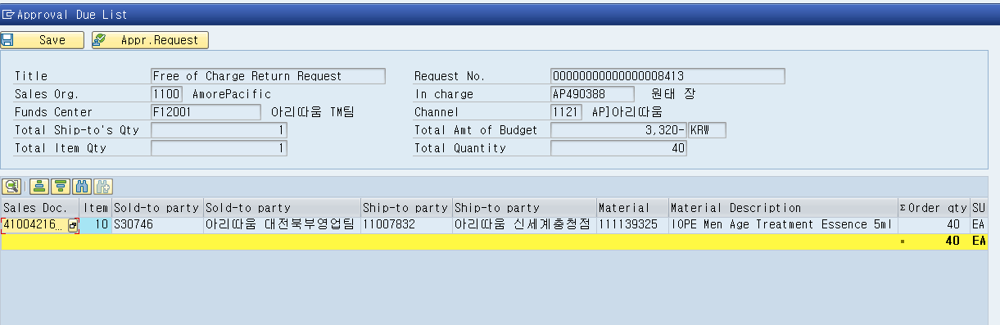 Approval Due List
Save Appr.Request
Title Free of Charge Return Request Request No. 00000000000000008413
Sales Org. 1100 AmorePacific In charge AP490388 원태 장
Funds Center F12001 아리따움 TM팀 Channel 1121 AP]아리따움
Total Ship-to's Qty 1 Total Amt of Budget 3,320- KRW
Total Item Qty 1 Total Quantity 40
Sales Doc. Item Sold-to party Sold-to party Ship-to party Ship-to party Material Material Description Σ Order qty SU
41004216… 10 S30746 아리따움 대전북부영업팀 11007832 아리따움 신세계충청점 111139325 IOPE Men Age Treatment Essence 5ml 40 EA
40 EA